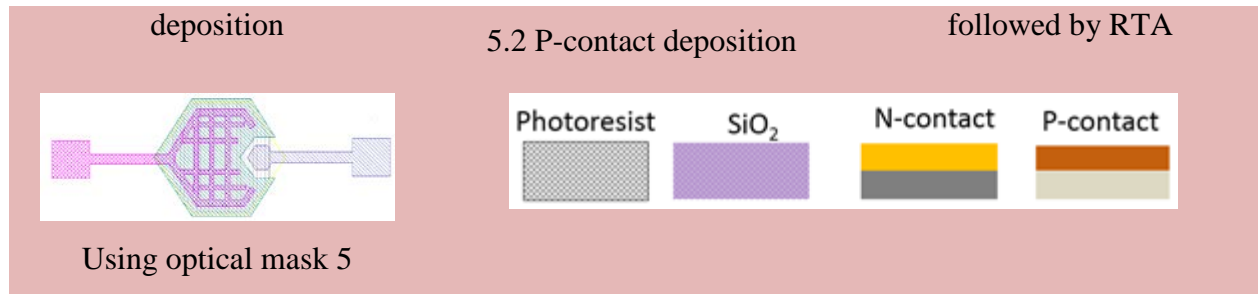 deposition
5.2 P-contact deposition
followed by RTA
Photoresist
SiO₂
N-contact
P-contact
Using optical mask 5